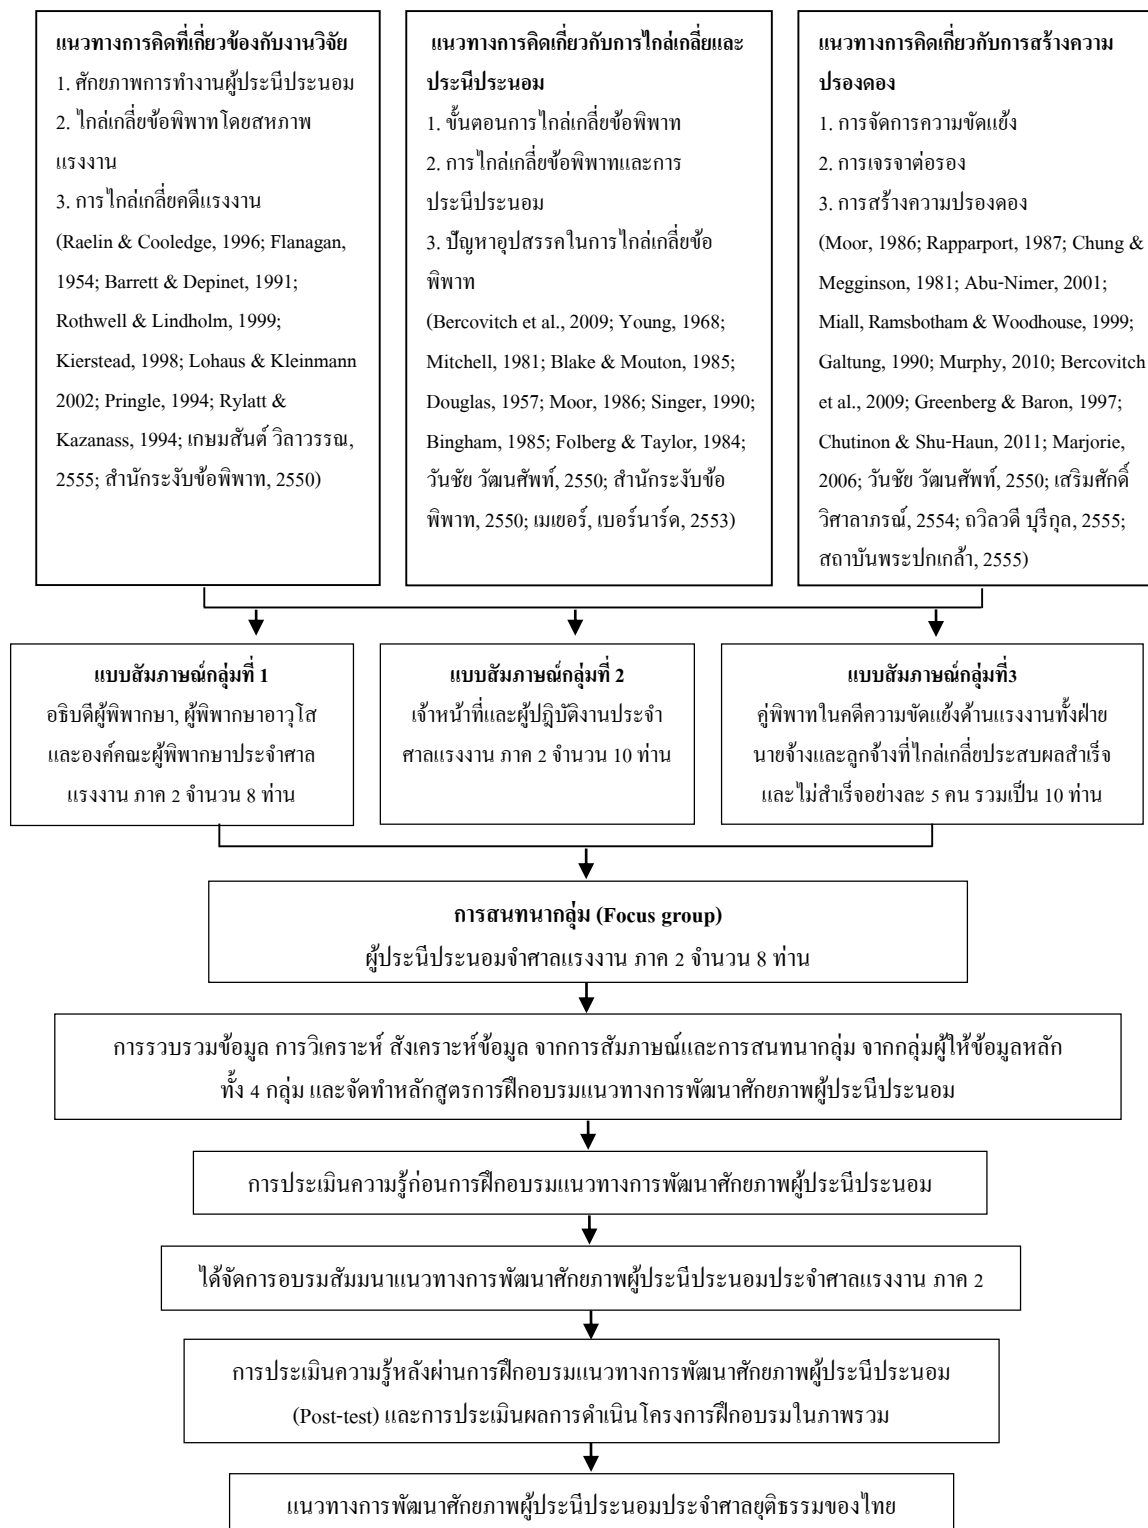 แนวทางการคิดที่เกี่ยวข้องกับงานวิจัย
1. ศักยภาพการทำงานผู้ประนีประนอม
2. ไกล่เกลี่ยข้อพิพาทโดยสหภาพ
แรงงาน
3. การไกล่เกลี่ยคดีแรงงาน
(Raelin & Cooledge, 1996; Flanagan,
1954; Barrett & Depinet, 1991;
Rothwell & Lindholm, 1999;
Kierstead, 1998; Lohaus & Kleinmann
2002; Pringle, 1994; Rylatt &
Kazanass, 1994; เกษมสันต์ วิลาวรรณ,
2555; สำนักระงับข้อพิพาท, 2550)
แนวทางการคิดเกี่ยวกับการไกล่เกลี่ยและ
ประนีประนอม
1. ขั้นตอนการไกล่เกลี่ยข้อพิพาท
2. การไกล่เกลี่ยข้อพิพาทและการ
ประนีประนอม
3. ปัญหาอุปสรรคในการไกล่เกลี่ยข้อ
พิพาท
(Bercovitch et al., 2009; Young, 1968;
Mitchell, 1981; Blake & Mouton, 1985;
Douglas, 1957; Moor, 1986; Singer, 1990;
Bingham, 1985; Folberg & Taylor, 1984;
วันชัย วัฒนศัพท์, 2550; สำนักระงับข้อ
พิพาท, 2550; เมเยอร์, เบอร์นาร์ด, 2553)
แนวทางการคิดเกี่ยวกับการสร้างความ
ปรองดอง
1. การจัดการความขัดแย้ง
2. การเจรจาต่อรอง
3. การสร้างความปรองดอง
(Moor, 1986; Rapparport, 1987; Chung &
Megginson, 1981; Abu-Nimer, 2001;
Miall, Ramsbotham & Woodhouse, 1999;
Galtung, 1990; Murphy, 2010; Bercovitch
et al., 2009; Greenberg & Baron, 1997;
Chutinon & Shu-Haun, 2011; Marjorie,
2006; วันชัย วัฒนศัพท์, 2550; เสริมศักดิ์
วิศาลาภรณ์, 2554; ถวิลวดี บุรีกุล, 2555;
สถาบันพระปกเกล้า, 2555)
แบบสัมภาษณ์กลุ่มที่ 1
อธิบดีผู้พิพากษา, ผู้พิพากษาอาวุโส
และองค์คณะผู้พิพากษาประจำศาล
แรงงาน ภาค 2 จำนวน 8 ท่าน
แบบสัมภาษณ์กลุ่มที่ 2
เจ้าหน้าที่และผู้ปฎิบัติงานประจำ
ศาลแรงงาน ภาค 2 จำนวน 10 ท่าน
แบบสัมภาษณ์กลุ่มที่3
คู่พิพาทในคดีความขัดแย้งด้านแรงงานทั้งฝ่าย
นายจ้างและลูกจ้างที่ไกล่เกลี่ยประสบผลสำเร็จ
และไม่สำเร็จอย่างละ 5 คน รวมเป็น 10 ท่าน
การสนทนากลุ่ม (Focus group)
ผู้ประนีประนอมจำศาลแรงงาน ภาค 2 จำนวน 8 ท่าน
การรวบรวมข้อมูล การวิเคราะห์ สังเคราะห์ข้อมูล จากการสัมภาษณ์และการสนทนากลุ่ม จากกลุ่มผู้ให้ข้อมูลหลัก
ทั้ง 4 กลุ่ม และจัดทำหลักสูตรการฝึกอบรมแนวทางการพัฒนาศักยภาพผู้ประนีประนอม
การประเมินความรู้ก่อนการฝึกอบรมแนวทางการพัฒนาศักยภาพผู้ประนีประนอม
ได้จัดการอบรมสัมมนาแนวทางการพัฒนาศักยภาพผู้ประนีประนอมประจำศาลแรงงาน ภาค 2
การประเมินความรู้หลังผ่านการฝึกอบรมแนวทางการพัฒนาศักยภาพผู้ประนีประนอม
(Post-test) และการประเมินผลการดำเนินโครงการฝึกอบรมในภาพรวม
แนวทางการพัฒนาศักยภาพผู้ประนีประนอมประจำศาลยุติธรรมของไทย